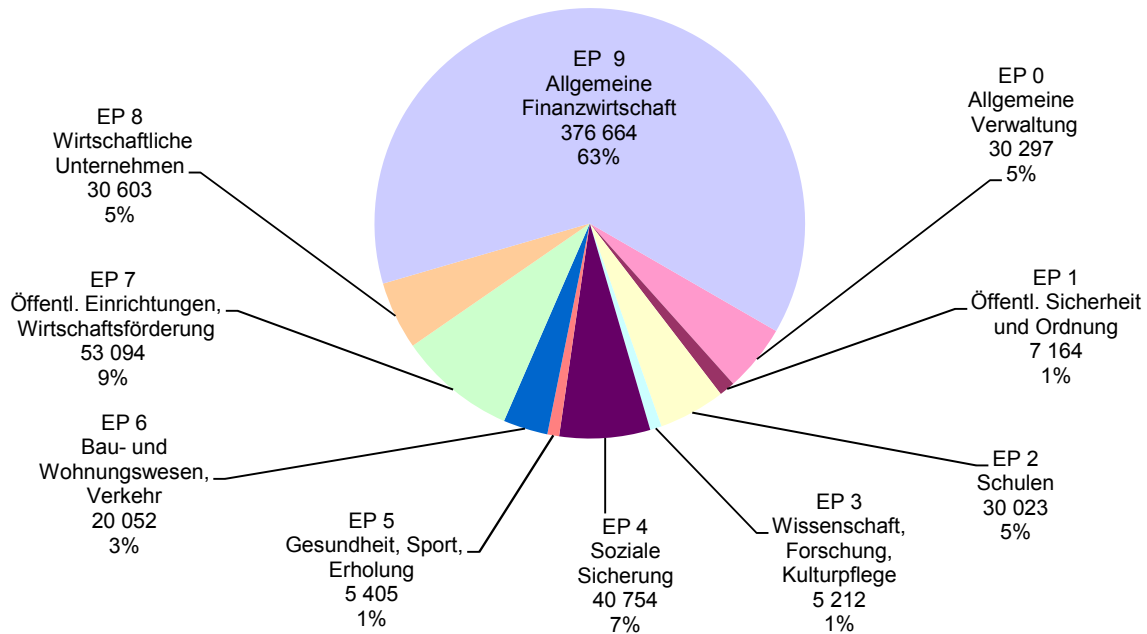 EP 9
Allgemeine
Finanzwirtschaft
376 664
63%
EP 0
Allgemeine
Verwaltung
30 297
5%
EP 1
Öffentl. Sicherheit
und Ordnung
7 164
1%
EP 2
Schulen
30 023
5%
EP 3
Wissenschaft,
Forschung,
Kulturpflege
5 212
1%
EP 4
Soziale
Sicherung
40 754
7%
EP 5
Gesundheit, Sport,
Erholung
5 405
1%
EP 6
Bau- und
Wohnungswesen,
Verkehr
20 052
3%
EP 7
Öffentl. Einrichtungen,
Wirtschaftsförderung
53 094
9%
EP 8
Wirtschaftliche
Unternehmen
30 603
5%